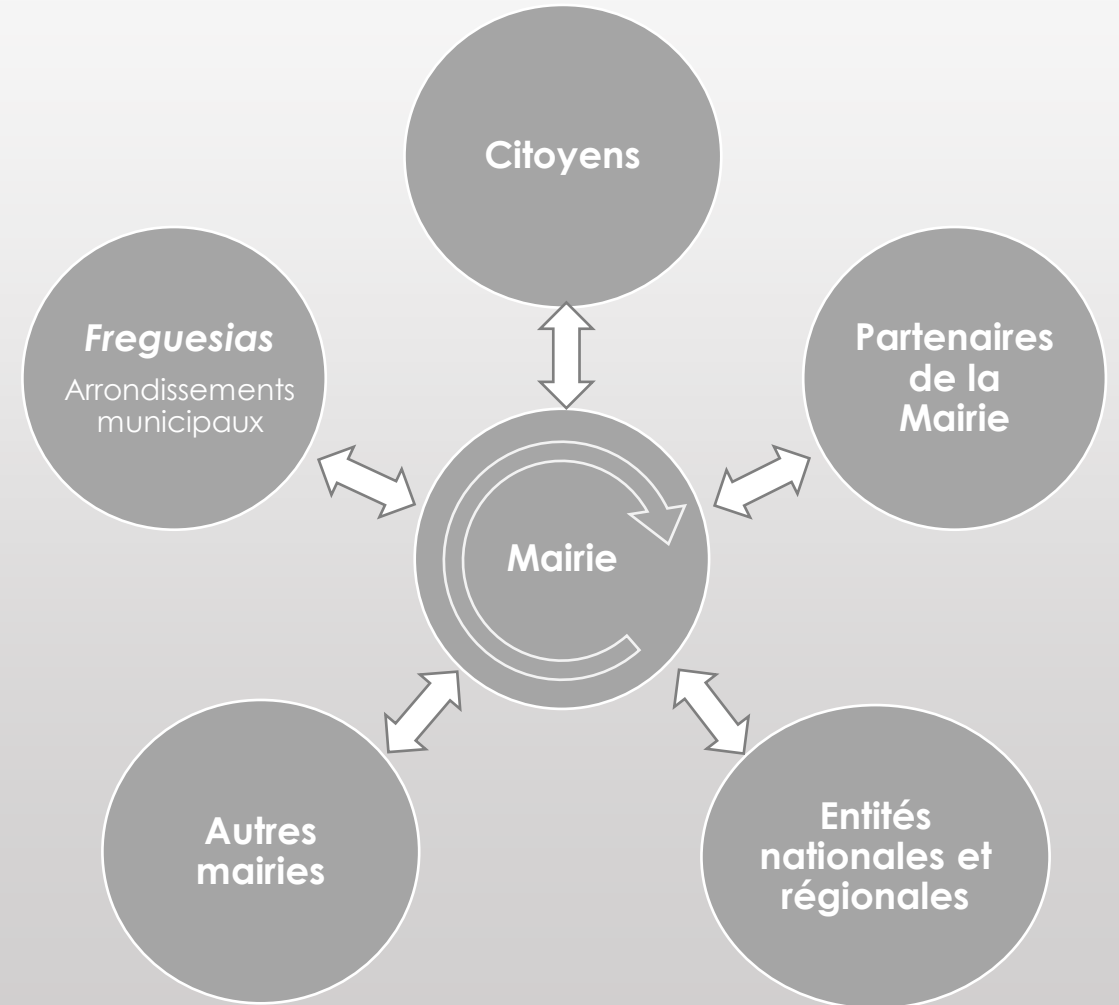 Citoyens
Freguesias
Arrondissements
municipaux
Partenaires
de la
Mairie
Mairie
Autres
mairies
Entités
nationales et
régionales